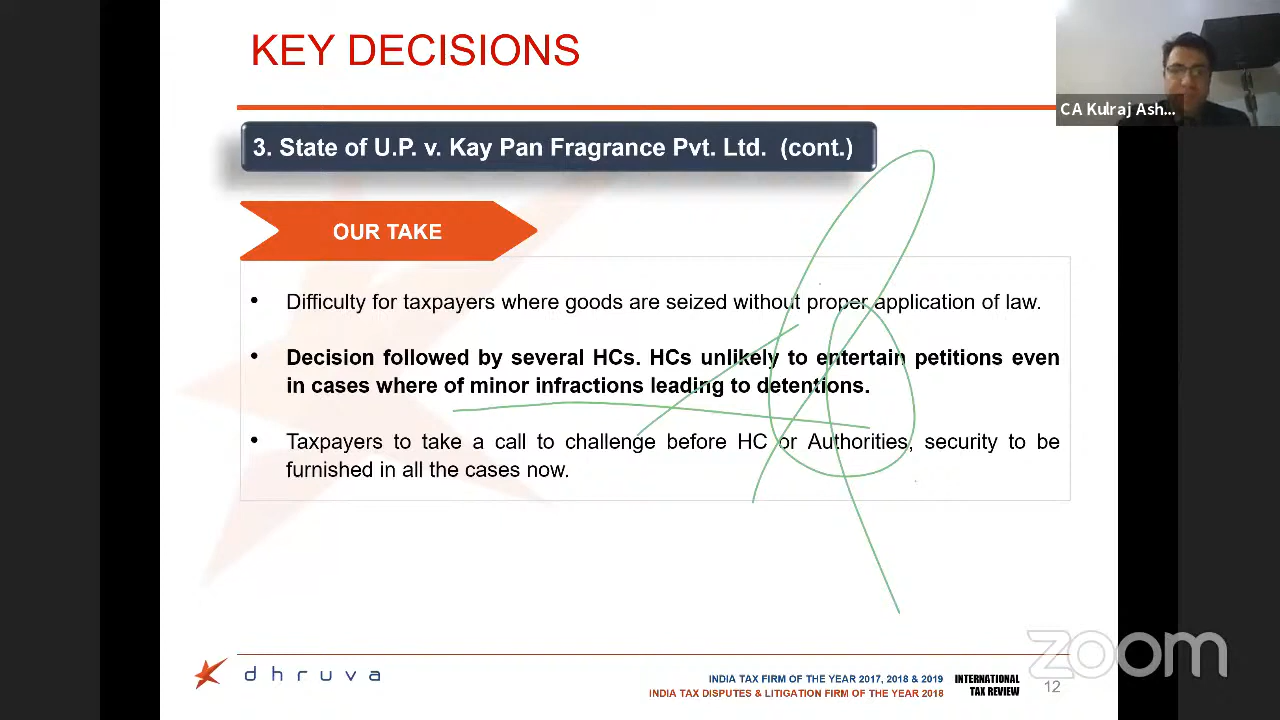 KEY DECISIONS
CA Kulraj Ash...
3. State of U.P. v. Kay Pan Fragrance Pvt. Ltd. (cont.)
OUR TAKE
• Difficulty for taxpayers where goods are seized without proper application of law.
• Decision followed by several HCs. HCs unlikely to entertain petitions even
in cases where of minor infractions leading to detentions.
• Taxpayers to take a call to challenge before HC or Authorities, security to be
furnished in all the cases now.
dhruva
INDIA TAX FIRM OF THE YEAR 2017, 2018 & 2019
INDIA TAX DISPUTES & LITIGATION FIRM OF THE YEAR 2018
INTERNATIONAL
TAX REVIEW
12
zoom